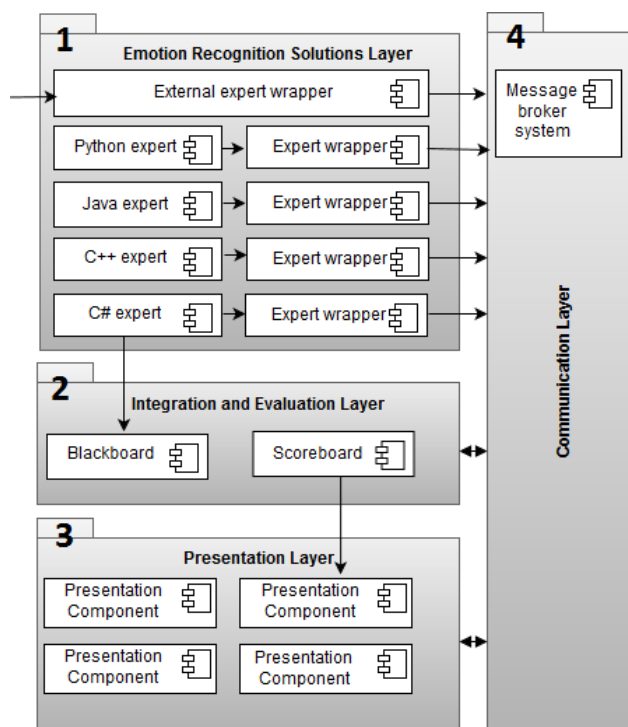 1
Emotion Recognition Solutions Layer
External expert wrapper
Python expert
Expert wrapper
Java expert
Expert wrapper
C++ expert
Expert wrapper
C# expert
Expert wrapper
2
Integration and Evaluation Layer
Blackboard
Scoreboard
3
Presentation Layer
Presentation
Component
Presentation
Component
Presentation
Component
Presentation
Component
4
Message
broker
system
Communication Layer